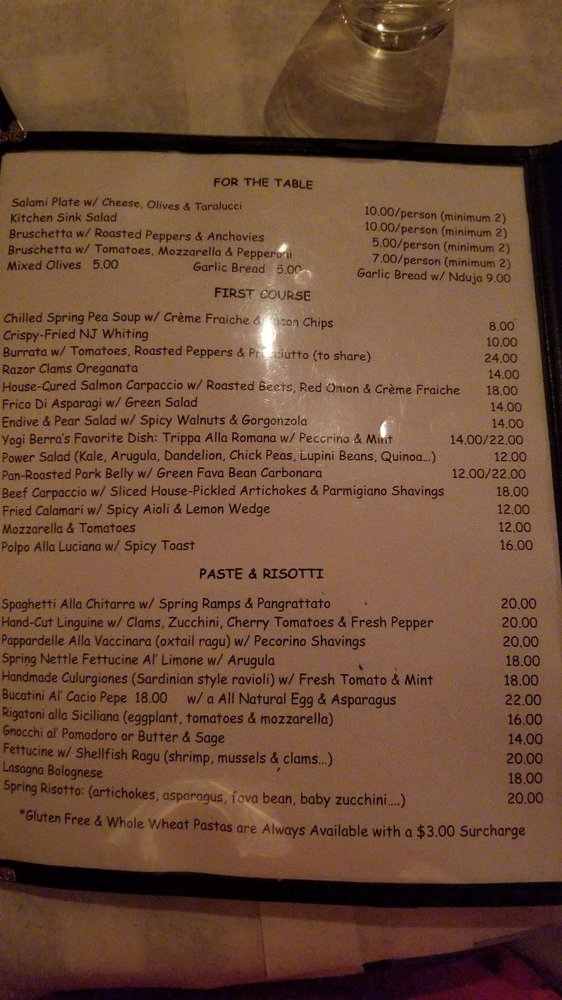 FOR THE TABLE
Salami Plate w/ Cheese, Olives & Taralucci 10.00/person (minimum 2)
Kitchen Sink Salad 10.00/person (minimum 2)
Bruschetta w/ Roasted Peppers & Anchovies 5.00/person (minimum 2)
Bruschetta w/ Tomatoes, Mozzarella & Pepperoni 7.00/person (minimum 2)
Mixed Olives 5.00 Garlic Bread 5.00 Garlic Bread w/ Nduja 9.00
FIRST COURSE
Chilled Spring Pea Soup w/ Crème Fraiche & Bacon Chips 8.00
Crispy-Fried NJ Whiting 10.00
Burrata w/ Tomatoes, Roasted Peppers & Prosciutto (to share) 24.00
Razor Clams Oreganata 14.00
House-Cured Salmon Carpaccio w/ Roasted Beets, Red Onion & Crème Fraiche 18.00
Frico Di Asparagi w/ Green Salad 14.00
Endive & Pear Salad w/ Spicy Walnuts & Gorgonzola 14.00
Yogi Berra's Favorite Dish: Trippa Alla Romana w/ Pecorino & Mint 14.00/22.00
Power Salad (Kale, Arugula, Dandelion, Chick Peas, Lupini Beans, Quinoa...) 12.00
Pan-Roasted Pork Belly w/ Green Fava Bean Carbonara 12.00/22.00
Beef Carpaccio w/ Sliced House-Pickled Artichokes & Parmigiano Shavings 18.00
Fried Calamari w/ Spicy Aioli & Lemon Wedge 12.00
Mozzarella & Tomatoes 12.00
Polpo Alla Luciana w/ Spicy Toast 16.00
PASTE & RISOTTI
Spaghetti Alla Chitarra w/ Spring Ramps & Pangrattato 20.00
Hand-Cut Linguine w/ Clams, Zucchini, Cherry Tomatoes & Fresh Pepper 20.00
Pappardelle Alla Vaccinara (oxtail ragu) w/ Pecorino Shavings 20.00
Spring Nettle Fettucine Al' Limone w/ Arugula 18.00
Handmade Culurgiones (Sardinian style ravioli) w/ Fresh Tomato & Mint 18.00
Bucatini Al' Cacio Pepe 18.00 w/ a All Natural Egg & Asparagus 22.00
Rigatoni alla Siciliana (eggplant, tomatoes & mozzarella) 16.00
Gnocchi al' Pomodoro or Butter & Sage 14.00
Fettucine w/ Shellfish Ragu (shrimp, mussels & clams...) 20.00
Lasagna Bolognese 18.00
Spring Risotto: (artichokes, asparagus, fava bean, baby zucchini....) 20.00
*Gluten Free & Whole Wheat Pastas are Always Available with a $3.00 Surcharge